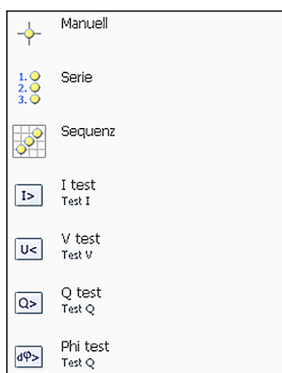 Manuell
1.
2.
3.
Serie
Sequenz
I>
I test
Test I
U<
V test
Test V
Q>
Q test
Test Q
dφ>
Phi test
Test Q